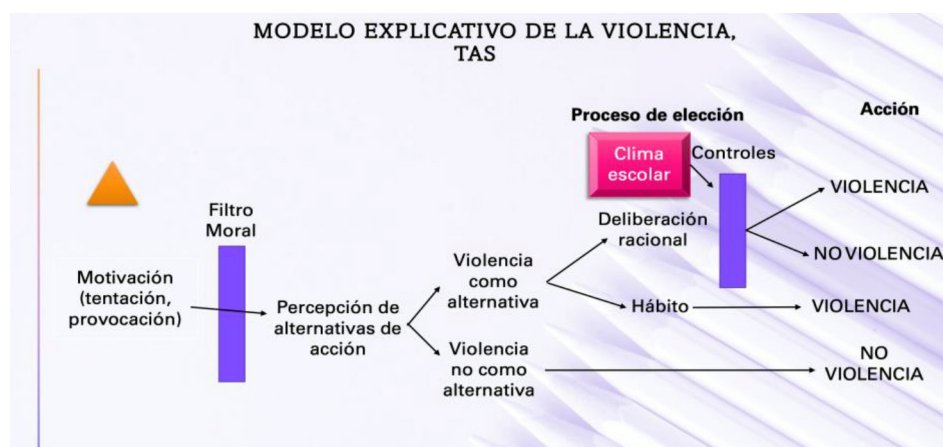 MODELO EXPLICATIVO DE LA VIOLENCIA,
TAS
Proceso de elección
Acción
Clima
escolar
Controles
VIOLENCIA
Filtro
Moral
Deliberación
racional
NO VIOLENCIA
Motivación
(tentación,
provocación)
Percepción de
alternativas de
acción
Violencia
como
alternativa
Hábito
VIOLENCIA
Violencia
no como
alternativa
NO
VIOLENCIA